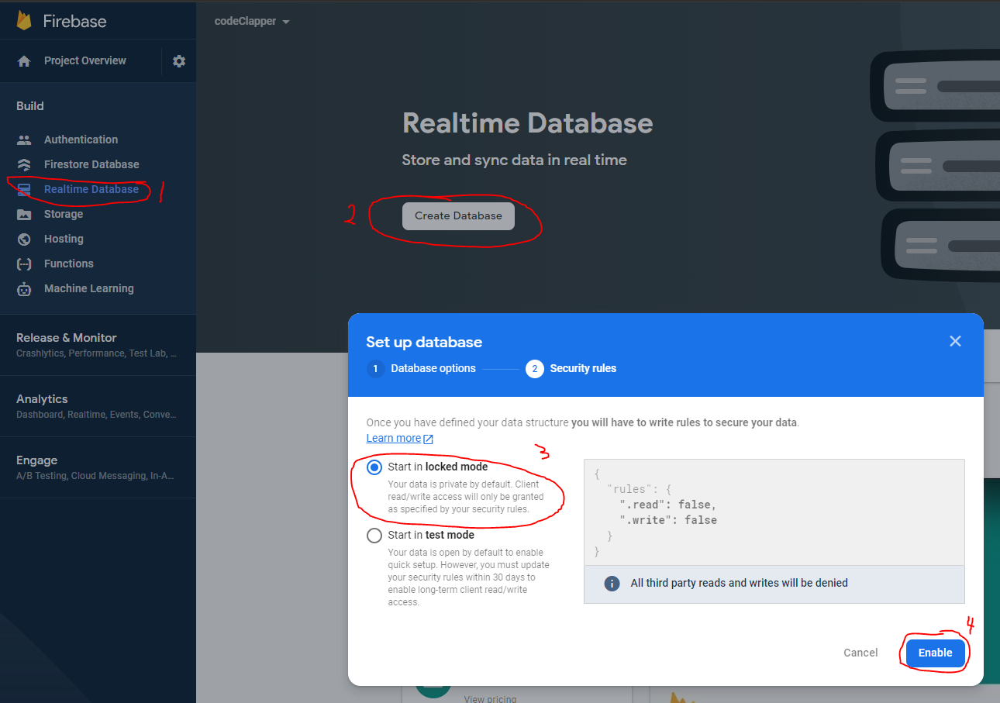 Firebase
codeClapper
Project Overview
Build
Authentication
Firestore Database
Realtime Database
1
Storage
Hosting
Functions
Machine Learning
Release & Monitor
Crashlytics, Performance, Test Lab, ...
Analytics
Dashboard, Realtime, Events, Conve...
Engage
A/B Testing, Cloud Messaging, In-A...
Realtime Database
Store and sync data in real time
2
Create Database
Set up database
1 Database options
2 Security rules
Once you have defined your data structure you will have to write rules to secure your data.
Learn more
3
Start in locked mode
Your data is private by default. Client
read/write access will only be granted
as specified by your security rules.
Start in test mode
Your data is open by default to enable
quick setup. However, you must update
your security rules within 30 days to
enable long-term client read/write
access.
{
"rules": {
".read": false,
".write": false
}
}
All third party reads and writes will be denied
4
Cancel
Enable
View pricing